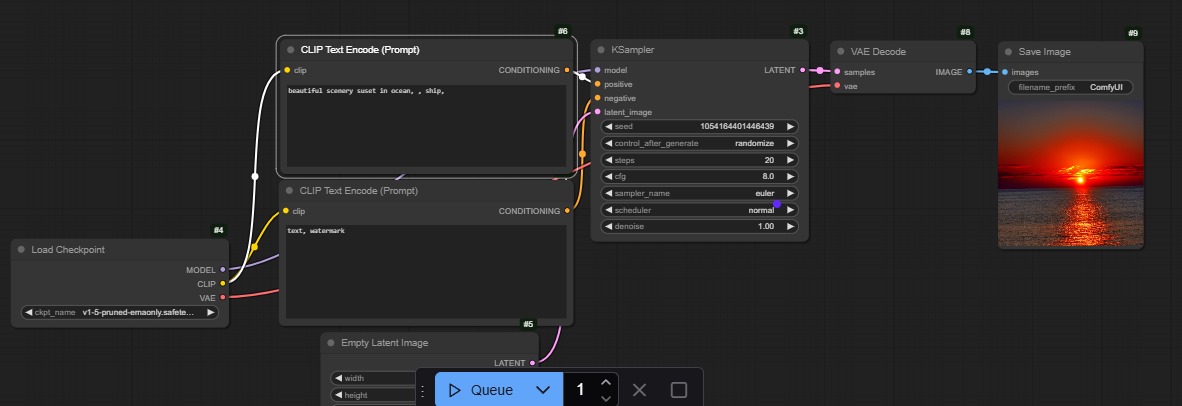 #6
CLIP Text Encode (Prompt)
clip
CONDITIONING
beautiful scenery suset in ocean, , ship,
CLIP Text Encode (Prompt)
clip
CONDITIONING
text, watermark
#4
Load Checkpoint
MODEL
CLIP
VAE
ckpt_name v1-5-pruned-emaonly.safete...
#5
Empty Latent Image
LATENT
width
height
Queue
1
#3
KSampler
model
LATENT
positive
negative
latent_image
seed 1054164401446439
control_after_generate randomize
steps 20
cfg 8.0
sampler_name euler
scheduler normal
denoise 1.00
#8
VAE Decode
samples
IMAGE
vae
#9
Save Image
images
filename_prefix ComfyUI